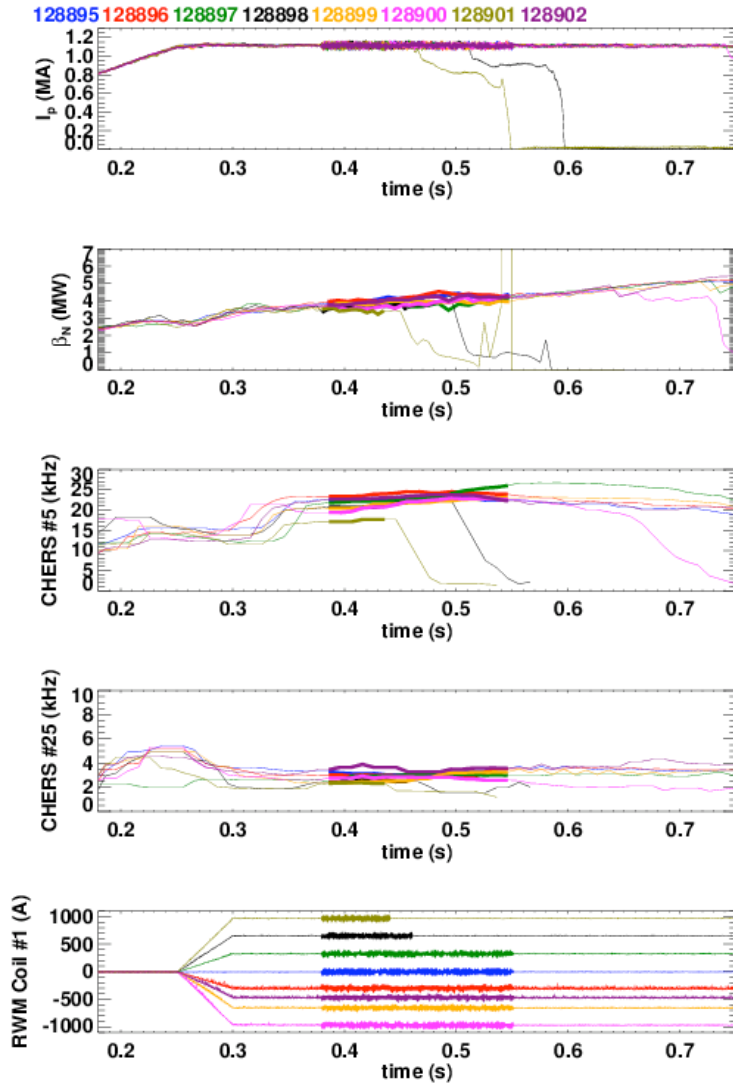 128895 128896 128897 128898 128899 128900 128901 128902
1.2
1.0
0.8
0.6
0.4
0.2
0.0
I_p (MA)
0.2 0.3 0.4 0.5 0.6 0.7
time (s)
7
6
5
4
3
2
1
0
β_N (MW)
0.2 0.3 0.4 0.5 0.6 0.7
time (s)
30
25
20
15
10
5
0
CHERS #5 (kHz)
0.2 0.3 0.4 0.5 0.6 0.7
time (s)
10
8
6
4
2
0
CHERS #25 (kHz)
0.2 0.3 0.4 0.5 0.6 0.7
time (s)
1000
500
0
-500
-1000
RWM Coil #1 (A)
0.2 0.3 0.4 0.5 0.6 0.7
time (s)